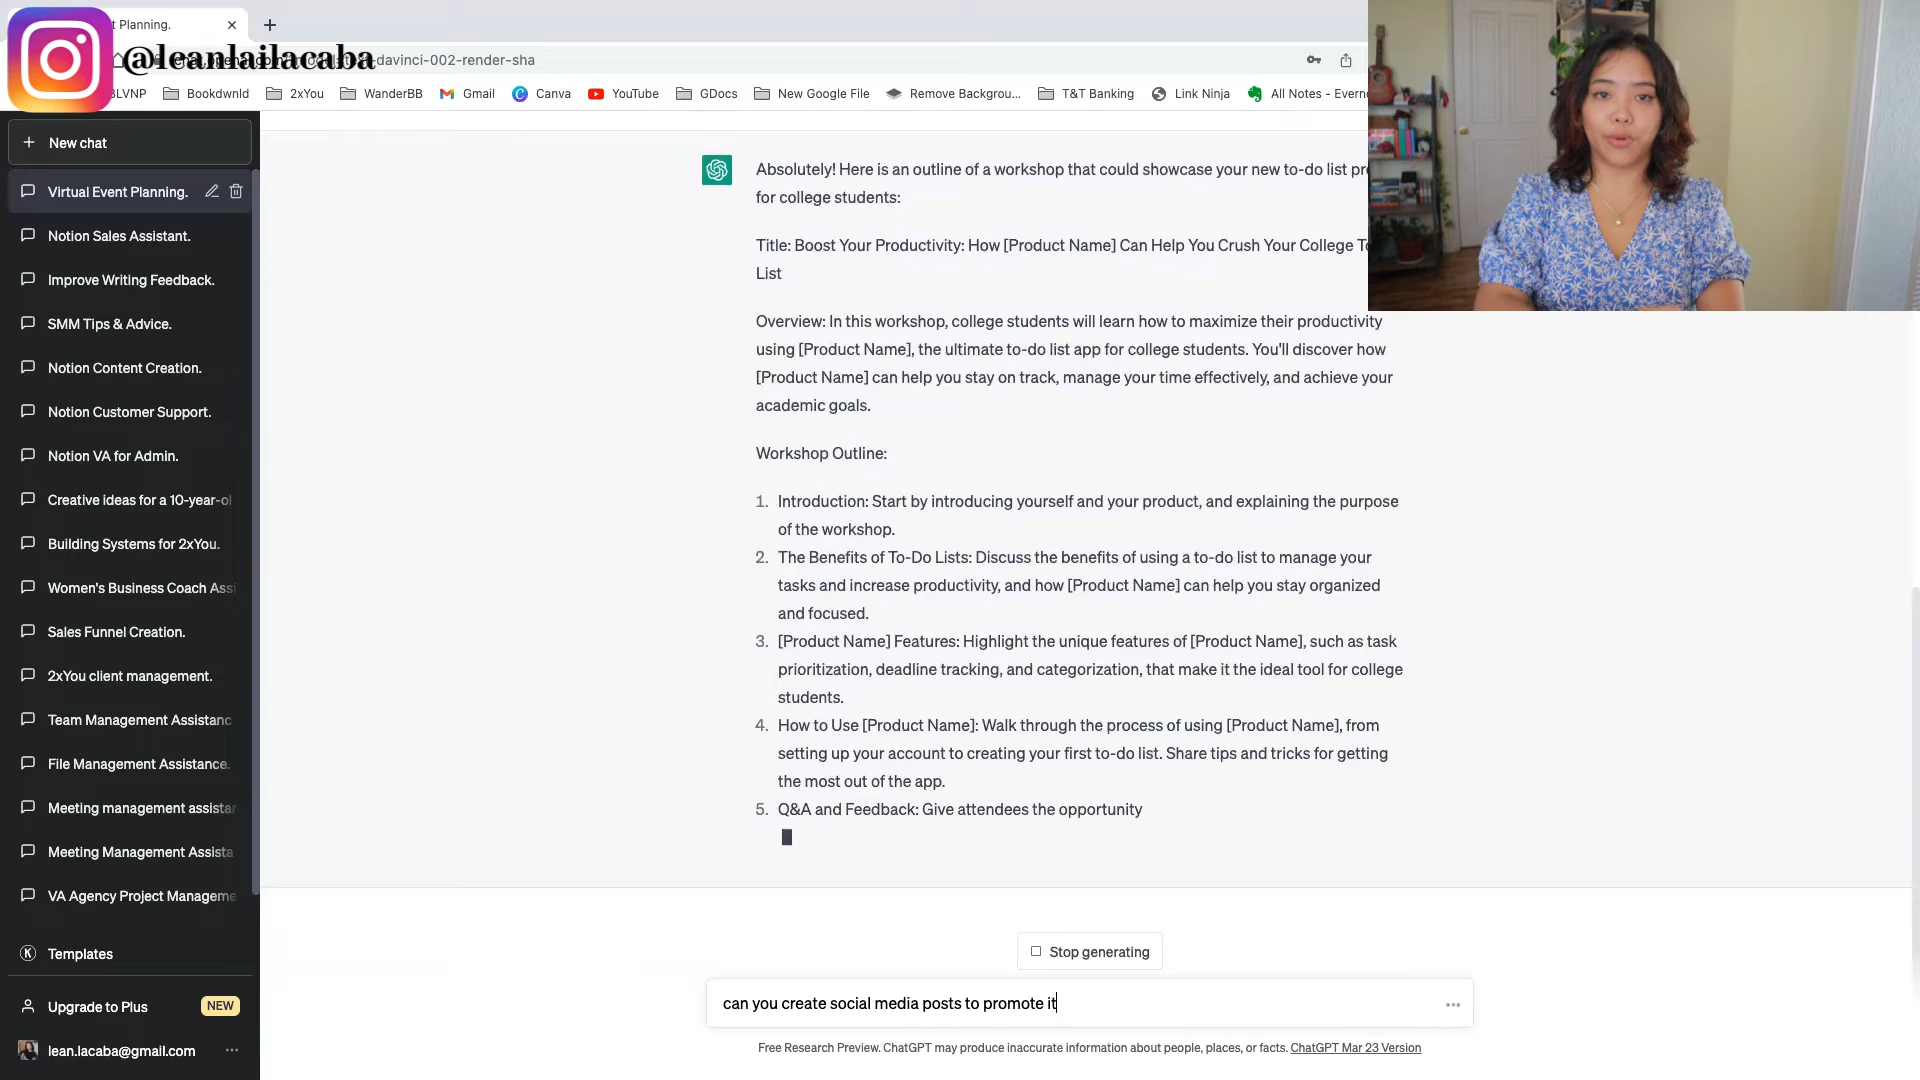 t Planning.
@leanlailacaba
-davinci-002-render-sha
BLVNP
Bookdwnld
2xYou
WanderBB
Gmail
Canva
YouTube
GDocs
New Google File
Remove Backgrou...
T&T Banking
Link Ninja
All Notes - Evern
New chat
Virtual Event Planning.
Notion Sales Assistant.
Improve Writing Feedback.
SMM Tips & Advice.
Notion Content Creation.
Notion Customer Support.
Notion VA for Admin.
Creative ideas for a 10-year-ol
Building Systems for 2xYou.
Women's Business Coach Assi
Sales Funnel Creation.
2xYou client management.
Team Management Assistanc
File Management Assistance.
Meeting management assistan
Meeting Management Assista
VA Agency Project Manageme
Templates
Upgrade to Plus NEW
lean.lacaba@gmail.com
Absolutely! Here is an outline of a workshop that could showcase your new to-do list pro
for college students:
Title: Boost Your Productivity: How [Product Name] Can Help You Crush Your College To
List
Overview: In this workshop, college students will learn how to maximize their productivity
using [Product Name], the ultimate to-do list app for college students. You'll discover how
[Product Name] can help you stay on track, manage your time effectively, and achieve your
academic goals.
Workshop Outline:
1. Introduction: Start by introducing yourself and your product, and explaining the purpose
of the workshop.
2. The Benefits of To-Do Lists: Discuss the benefits of using a to-do list to manage your
tasks and increase productivity, and how [Product Name] can help you stay organized
and focused.
3. [Product Name] Features: Highlight the unique features of [Product Name], such as task
prioritization, deadline tracking, and categorization, that make it the ideal tool for college
students.
4. How to Use [Product Name]: Walk through the process of using [Product Name], from
setting up your account to creating your first to-do list. Share tips and tricks for getting
the most out of the app.
5. Q&A and Feedback: Give attendees the opportunity
Stop generating
can you create social media posts to promote it
Free Research Preview. ChatGPT may produce inaccurate information about people, places, or facts. ChatGPT Mar 23 Version